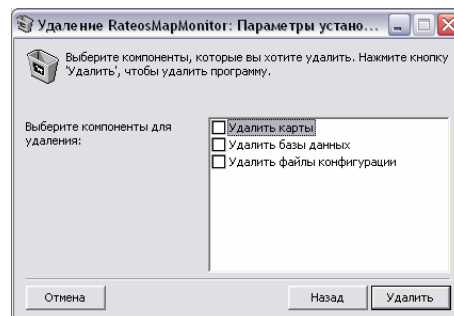 Удаление RateosMapMonitor: Параметры устано...
Выберите компоненты, которые вы хотите удалить. Нажмите кнопку
'Удалить', чтобы удалить программу.
Выберите компоненты для
удаления:
Удалить карты
Удалить базы данных
Удалить файлы конфигурации
Отмена
Назад
Удалить